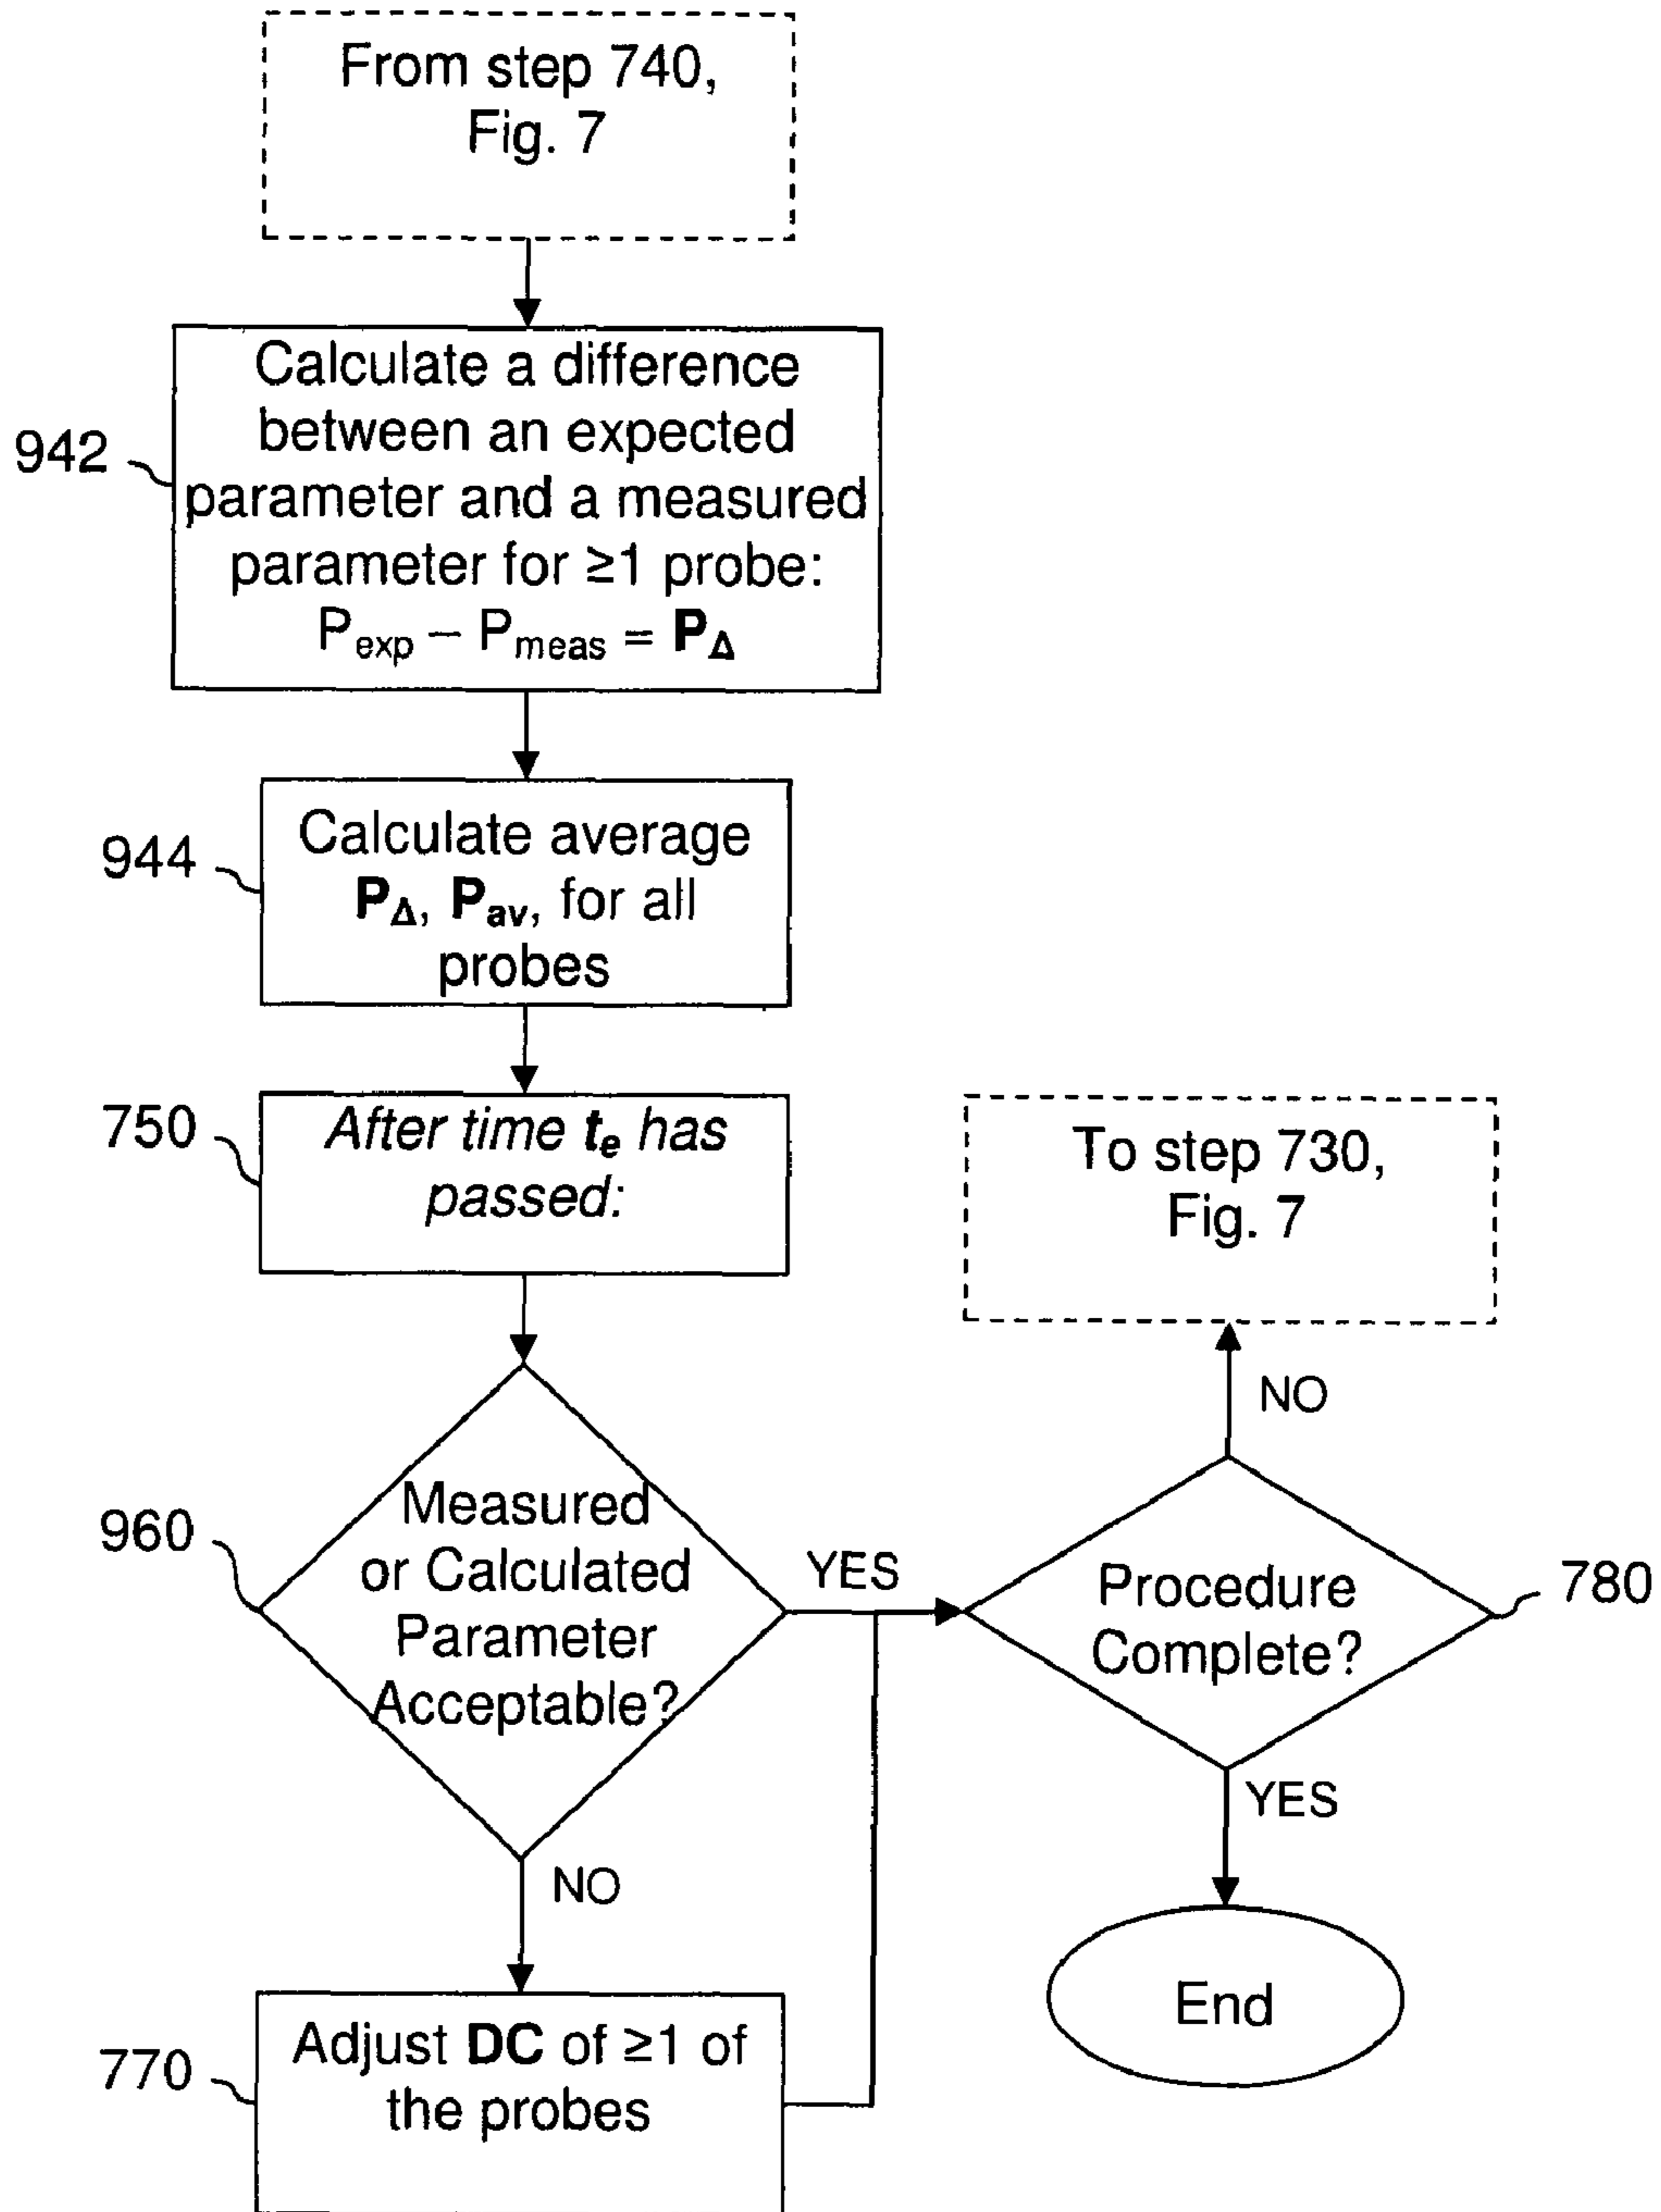 From step 740,
Fig. 7
942
Calculate a difference
between an expected
parameter and a measured
parameter for ≥1 probe:
Pexp – Pmeas = PΔ
944
Calculate average
PΔ, Pav, for all
probes
750
After time te has
passed:
To step 730,
Fig. 7
NO
960
Measured
or Calculated
Parameter
Acceptable?
YES
Procedure
Complete?
780
NO
YES
End
770
Adjust DC of ≥1 of
the probes